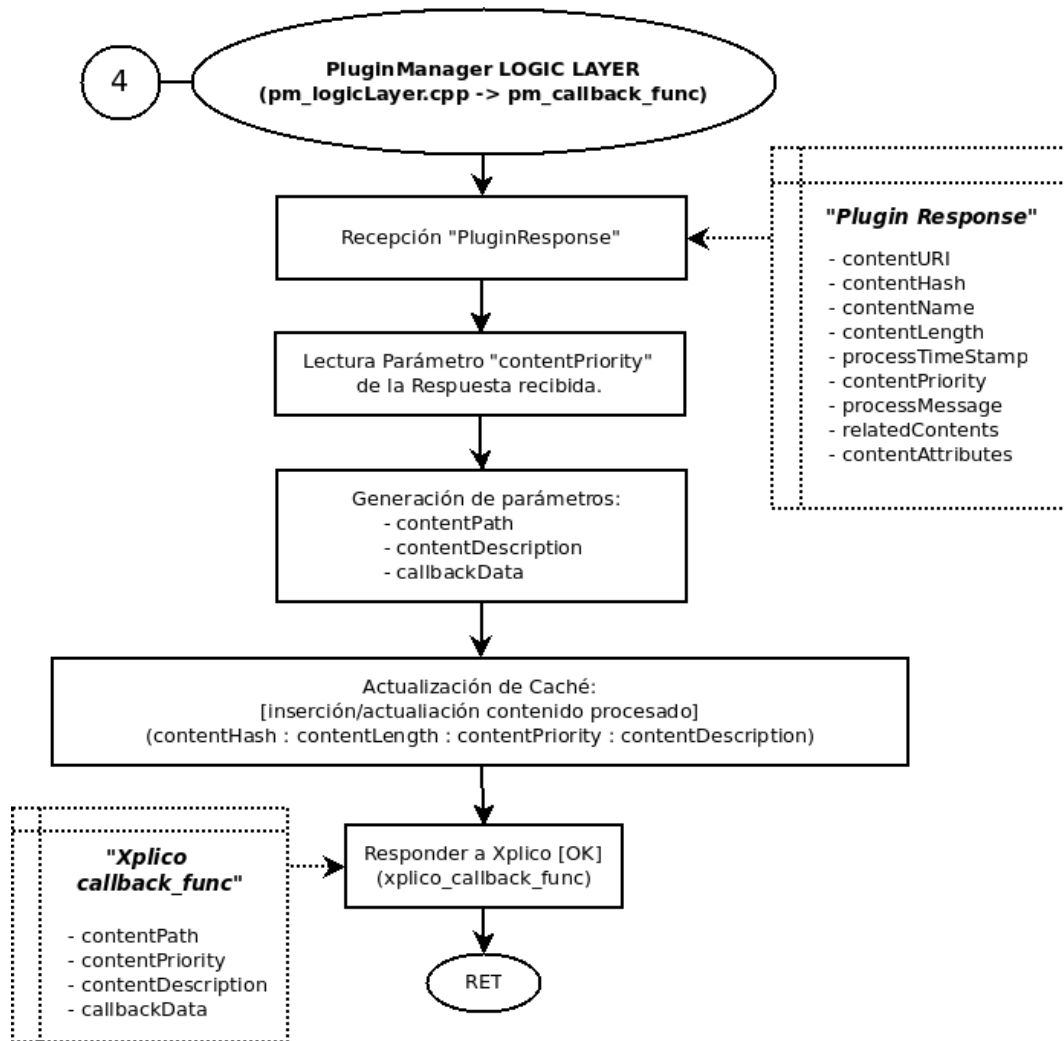 4
PluginManager LOGIC LAYER
(pm_logicLayer.cpp -> pm_callback_func)
Recepción "PluginResponse"
"Plugin Response"
- contentURI
- contentHash
- contentName
- contentLength
- processTimeStamp
- contentPriority
- processMessage
- relatedContents
- contentAttributes
Lectura Parámetro "contentPriority"
de la Respuesta recibida.
Generación de parámetros:
- contentPath
- contentDescription
- callbackData
Actualización de Caché:
[inserción/actualiación contenido procesado]
(contentHash : contentLength : contentPriority : contentDescription)
Responder a Xplico [OK]
(xplico_callback_func)
"Xplico
callback_func"
- contentPath
- contentPriority
- contentDescription
- callbackData
RET